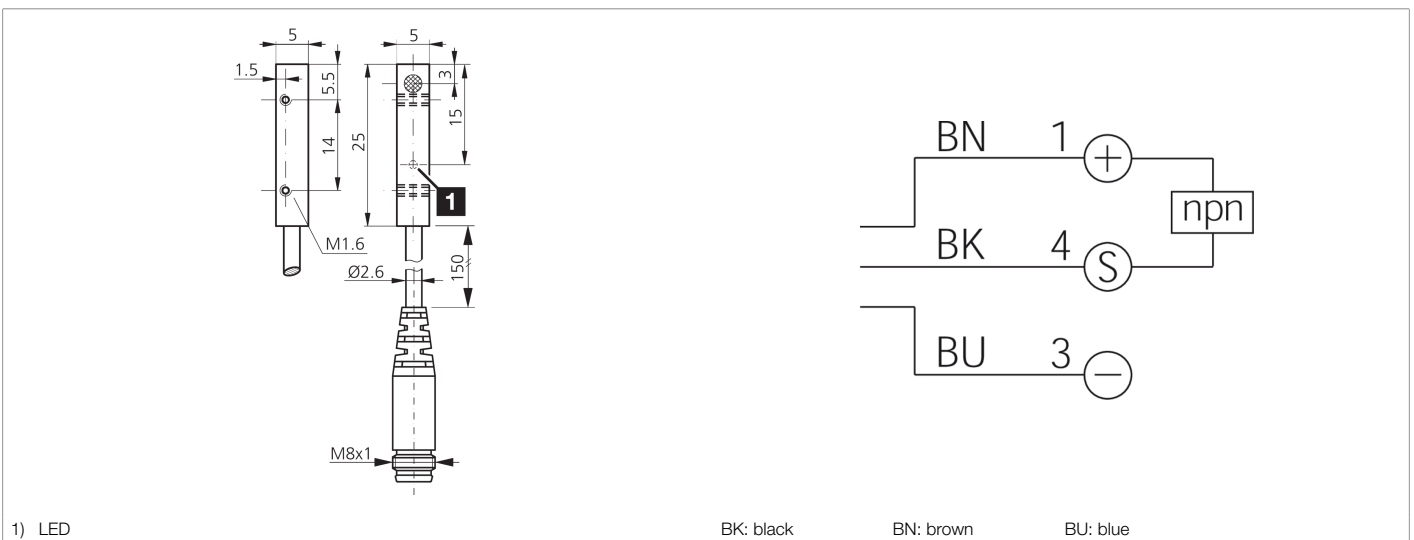 5
5
1.5
5.5
3
15
14
25
1
M1.6
Ø2.6
150
M8x1
BN 1 +
npn
BK 4 S
BU 3 −
1) LED
BK: black BN: brown BU: blue